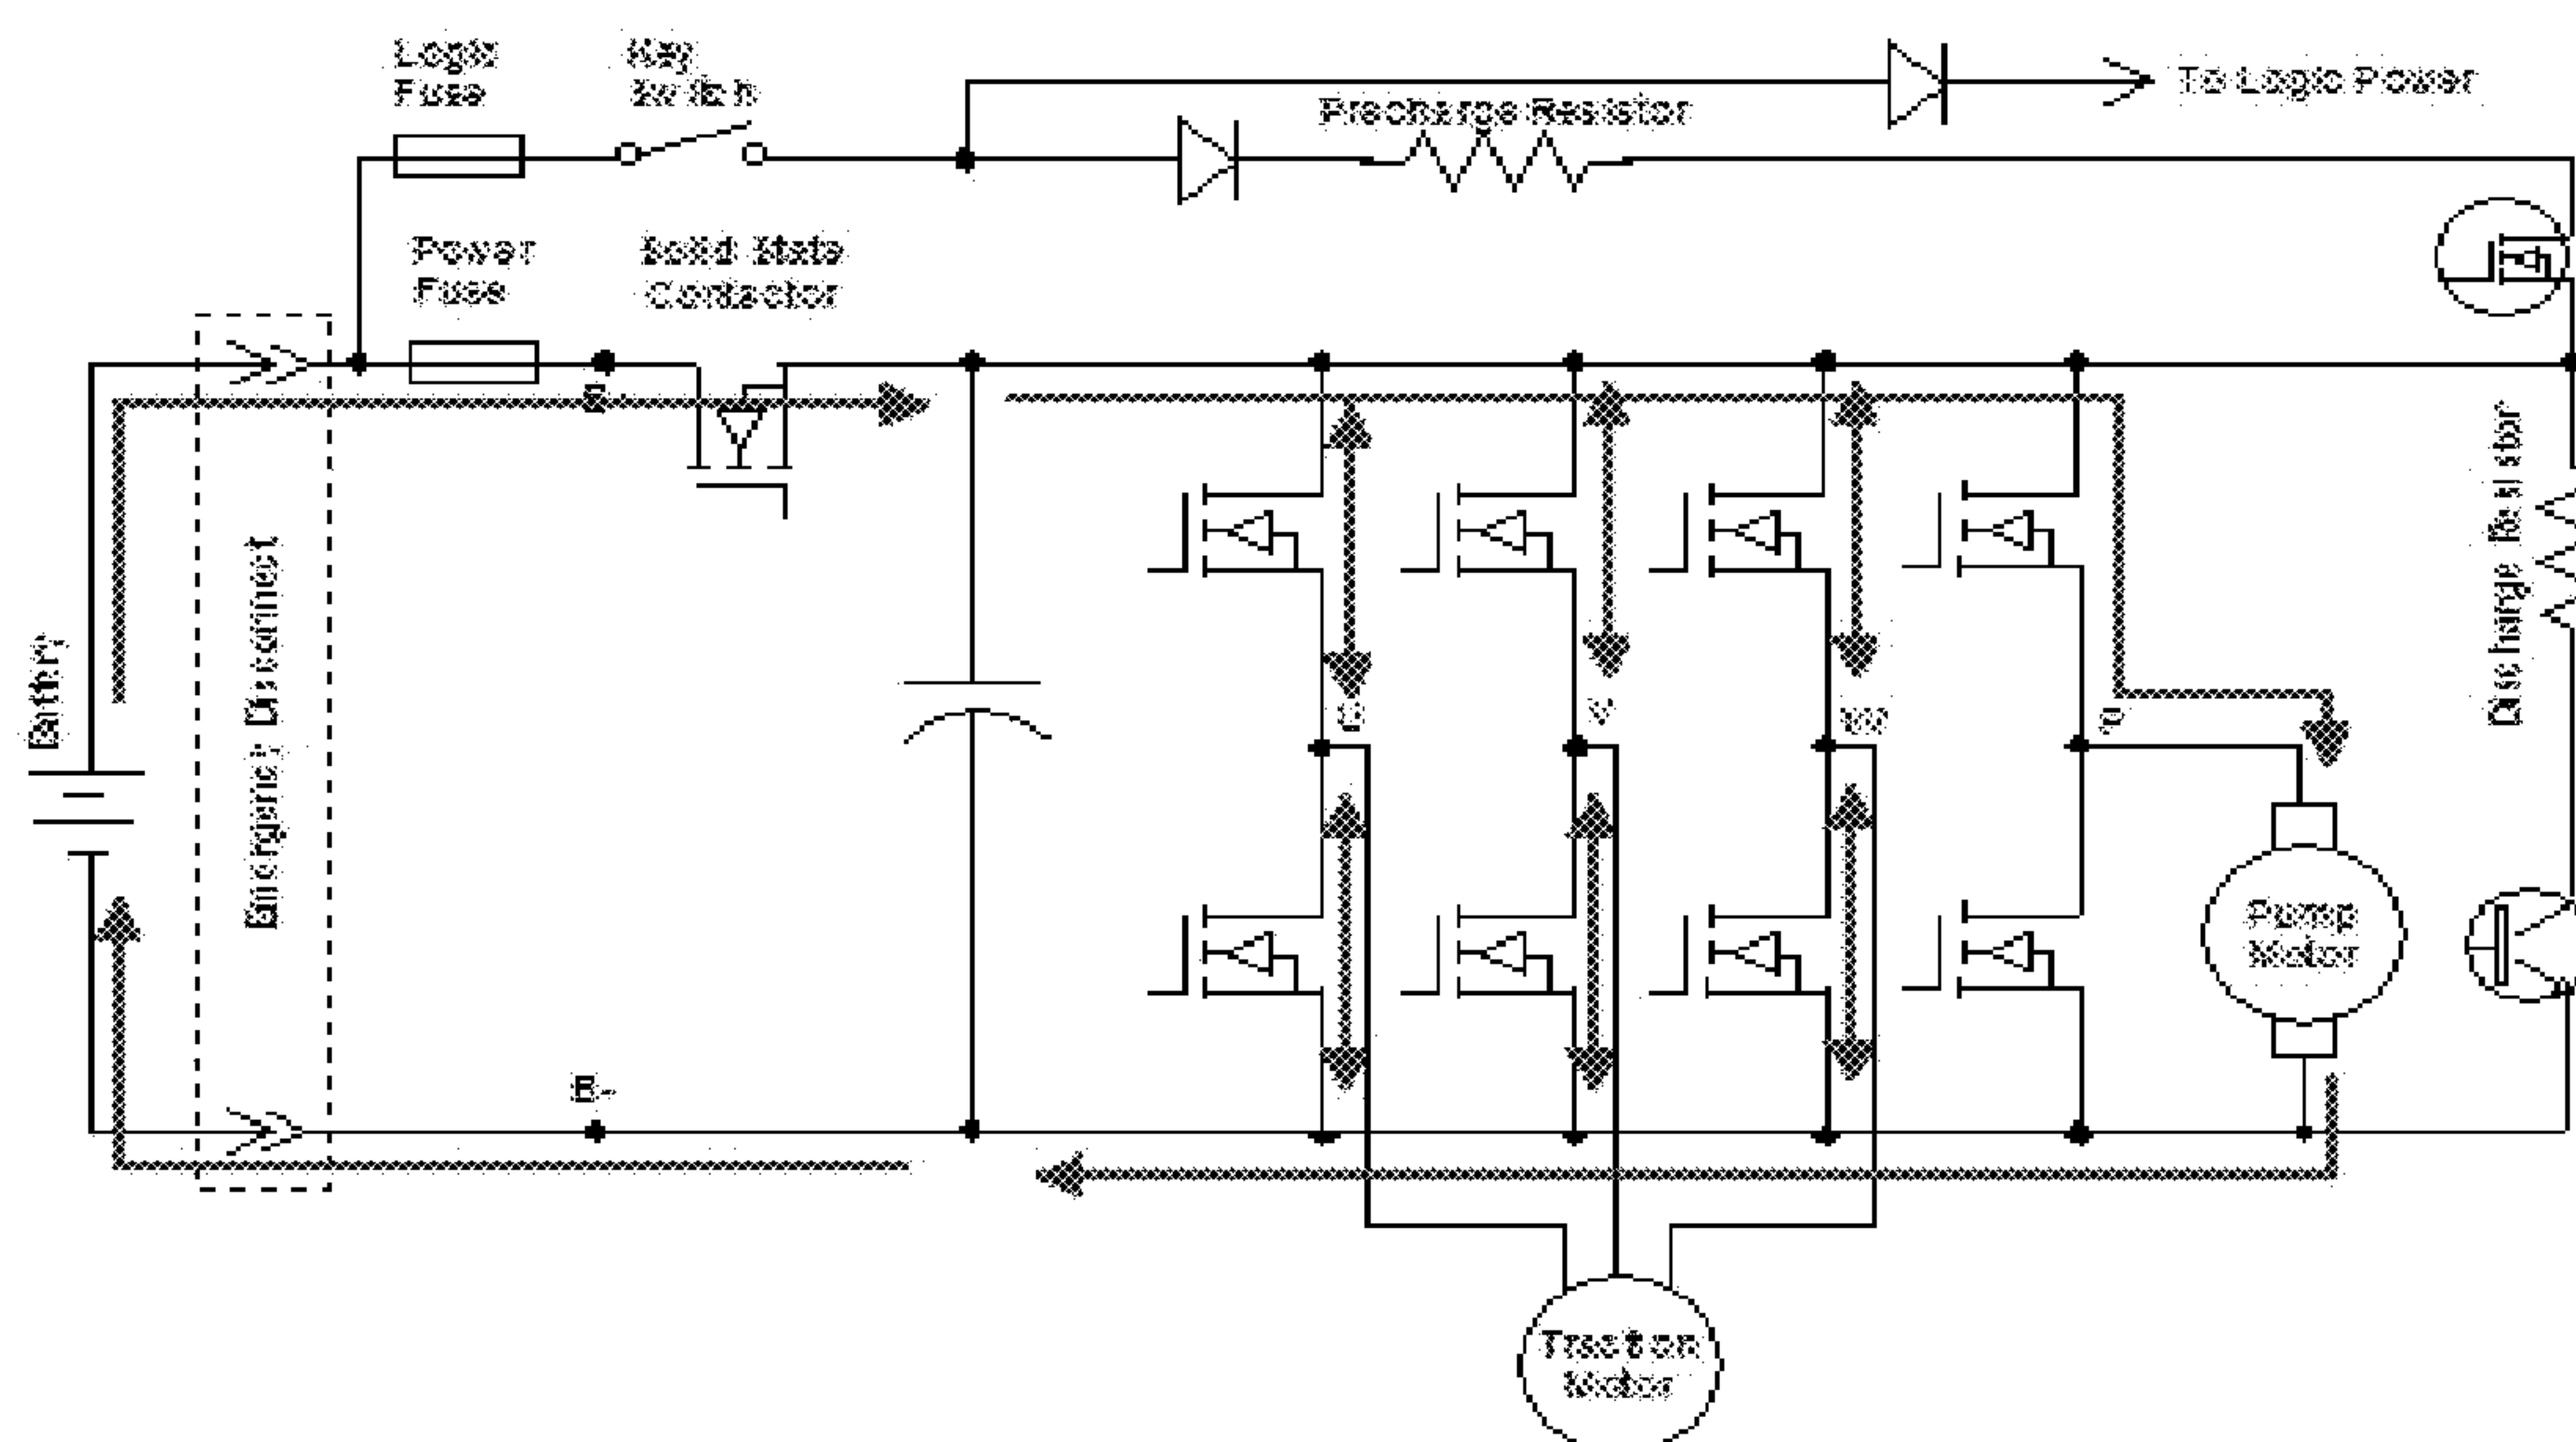 Logic
Fuse
Key
Switch
To Logic Power
Precharge Resistor
Power
Fuse
Solid State
Contactor
Battery
Emergency Disconnect
Discharge Resistor
U
V
W
P
Pump
Motor
B-
Traction
Motor